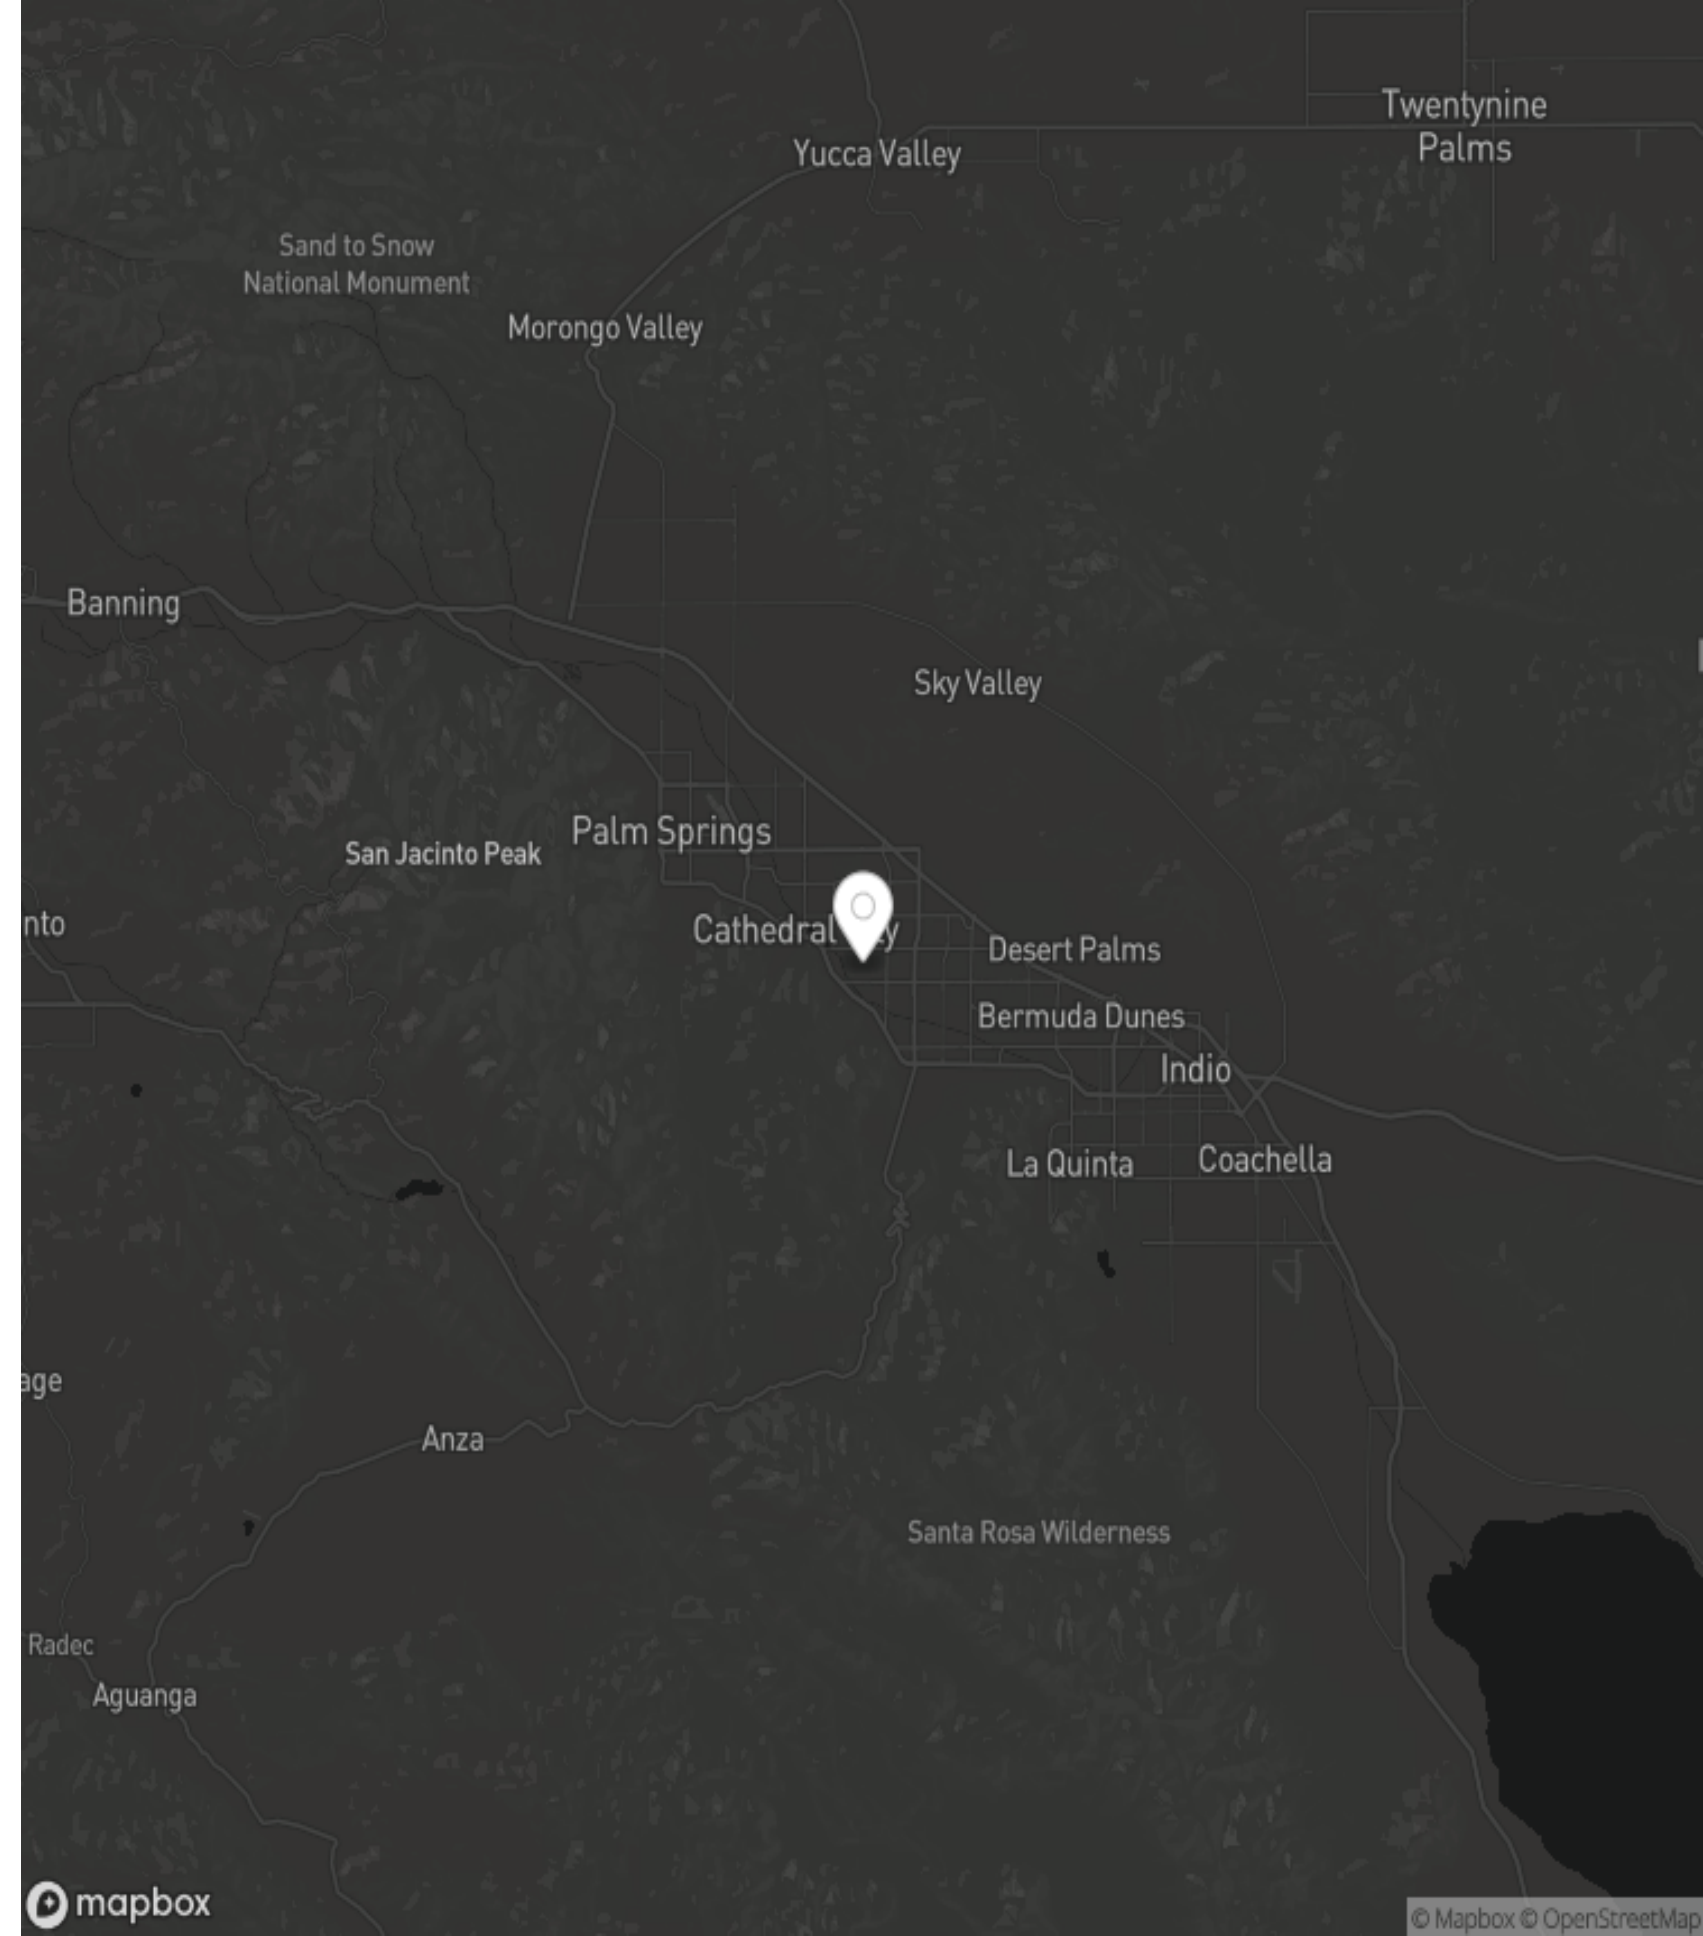 Twentynine
Palms
Yucca Valley
Sand to Snow
National Monument
Morongo Valley
Banning
Sky Valley
Palm Springs
San Jacinto Peak
nto
Cathedral
y
Desert Palms
Bermuda Dunes
Indio
La Quinta
Coachella
age
Anza
Santa Rosa Wilderness
Radec
Aguanga
mapbox
© Mapbox © OpenStreetMap